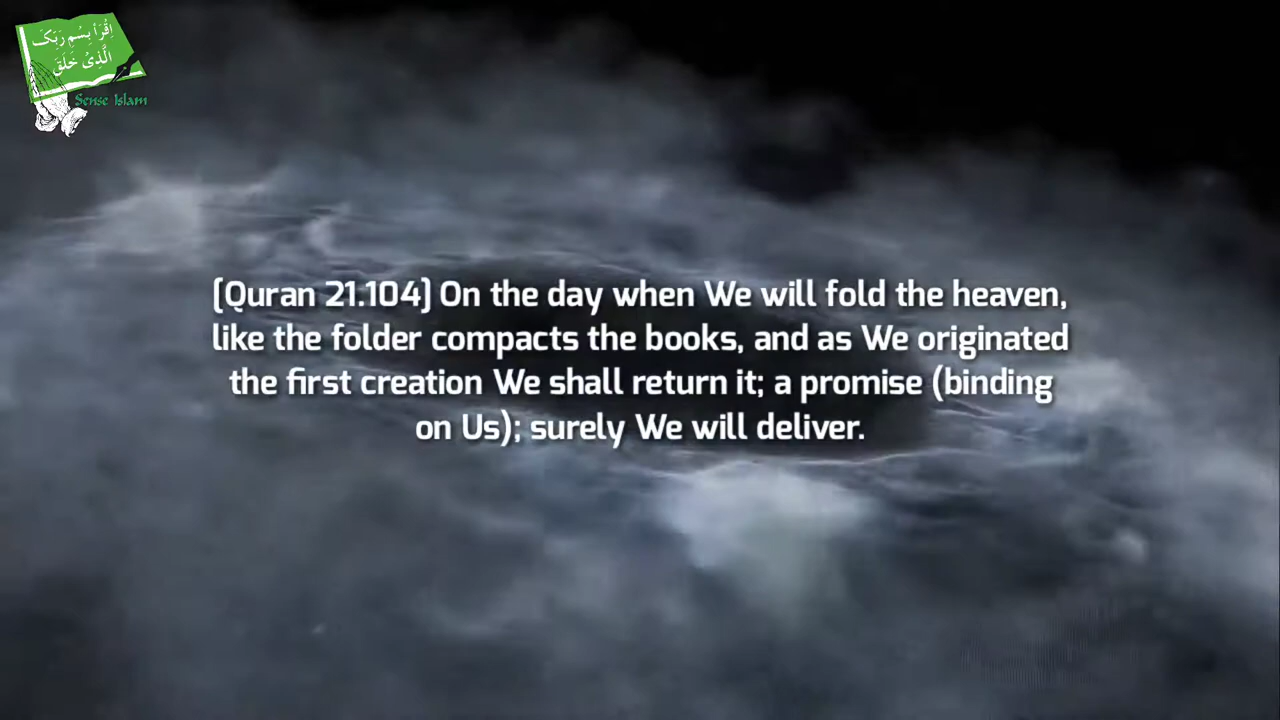 اِقْرَأْ بِسْمِ رَبِّكَ
الَّذِىْ خَلَقَ
Sense Islam
(Quran 21.104) On the day when We will fold the heaven,
like the folder compacts the books, and as We originated
the first creation We shall return it; a promise (binding
on Us); surely We will deliver.